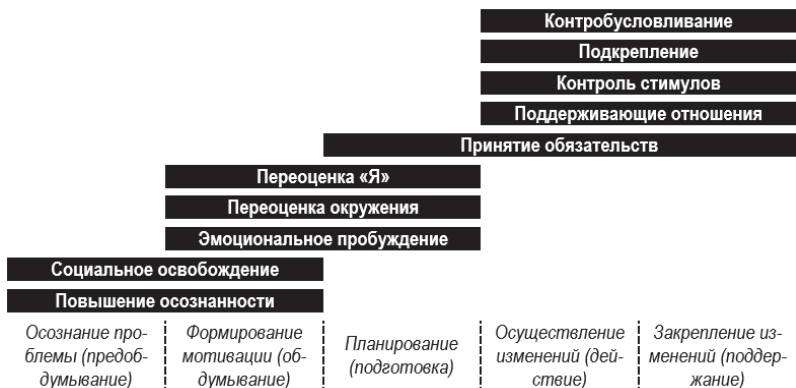 Контробусловливание
Подкрепление
Контроль стимулов
Поддерживающие отношения
Принятие обязательств
Переоценка «Я»
Переоценка окружения
Эмоциональное пробуждение
Социальное освобождение
Повышение осознанности
Осознание про-
блемы (предоб-
думывание)
Формирование
мотивации (об-
думывание)
Планирование
(подготовка)
Осуществление
изменений (дей-
ствие)
Закрепление из-
менений (поддер-
жание)